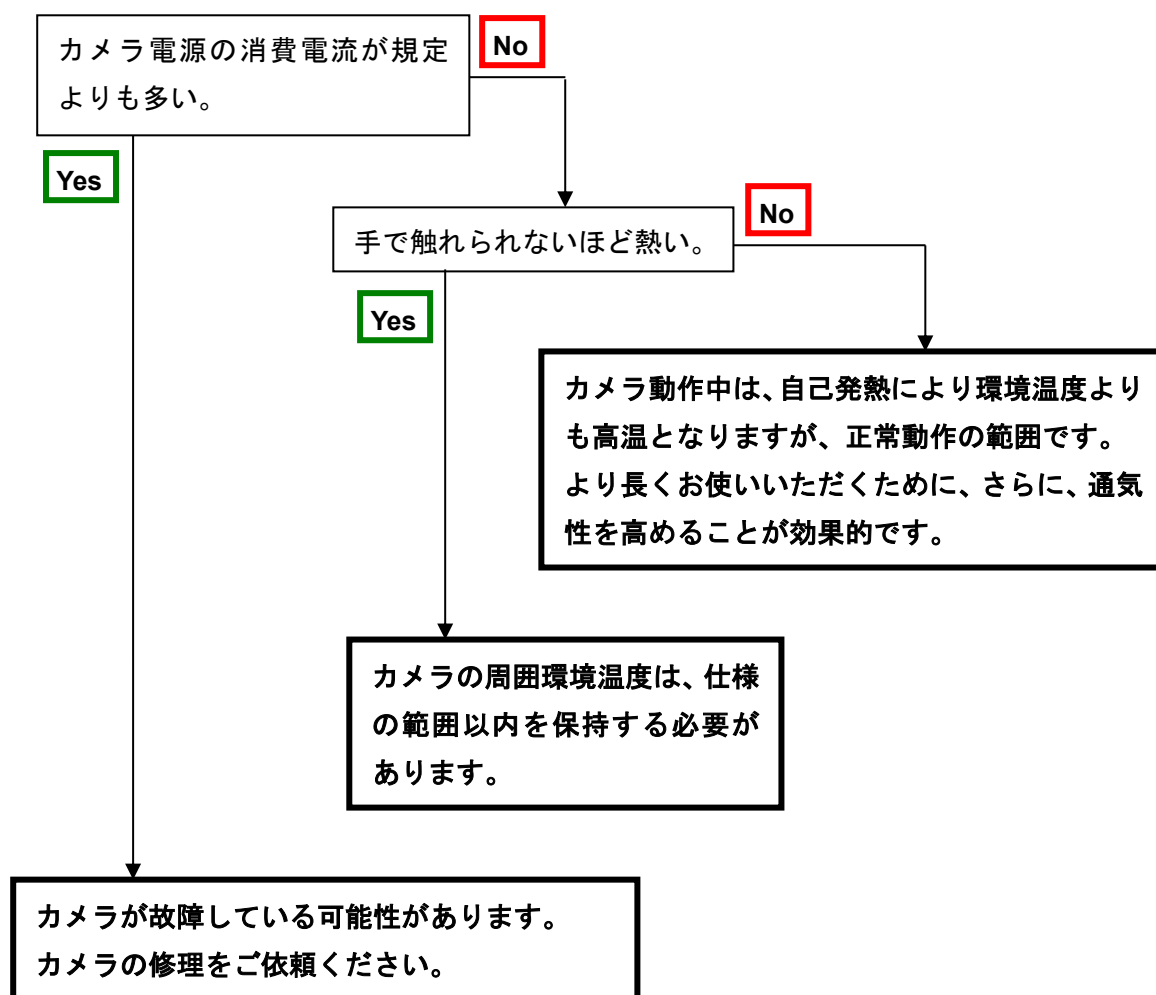 カメラ電源の消費電流が規定
よりも多い。
No
Yes
手で触れられないほど熱い。
No
Yes
カメラ動作中は、自己発熱により環境温度より
も高温となりますが、正常動作の範囲です。
より長くお使いいただくために、さらに、通気
性を高めることが効果的です。
カメラの周囲環境温度は、仕様
の範囲以内を保持する必要が
あります。
カメラが故障している可能性があります。
カメラの修理をご依頼ください。